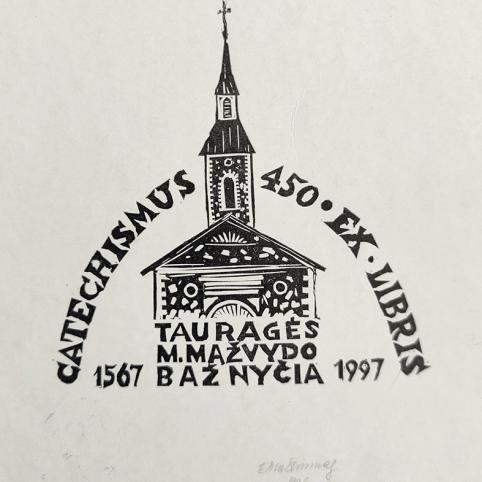 CATECHISMUS 450 • EX • LIBRIS
TAURAGĖS
M. MAŽVYDO
1567 BAŽNYČIA 1997